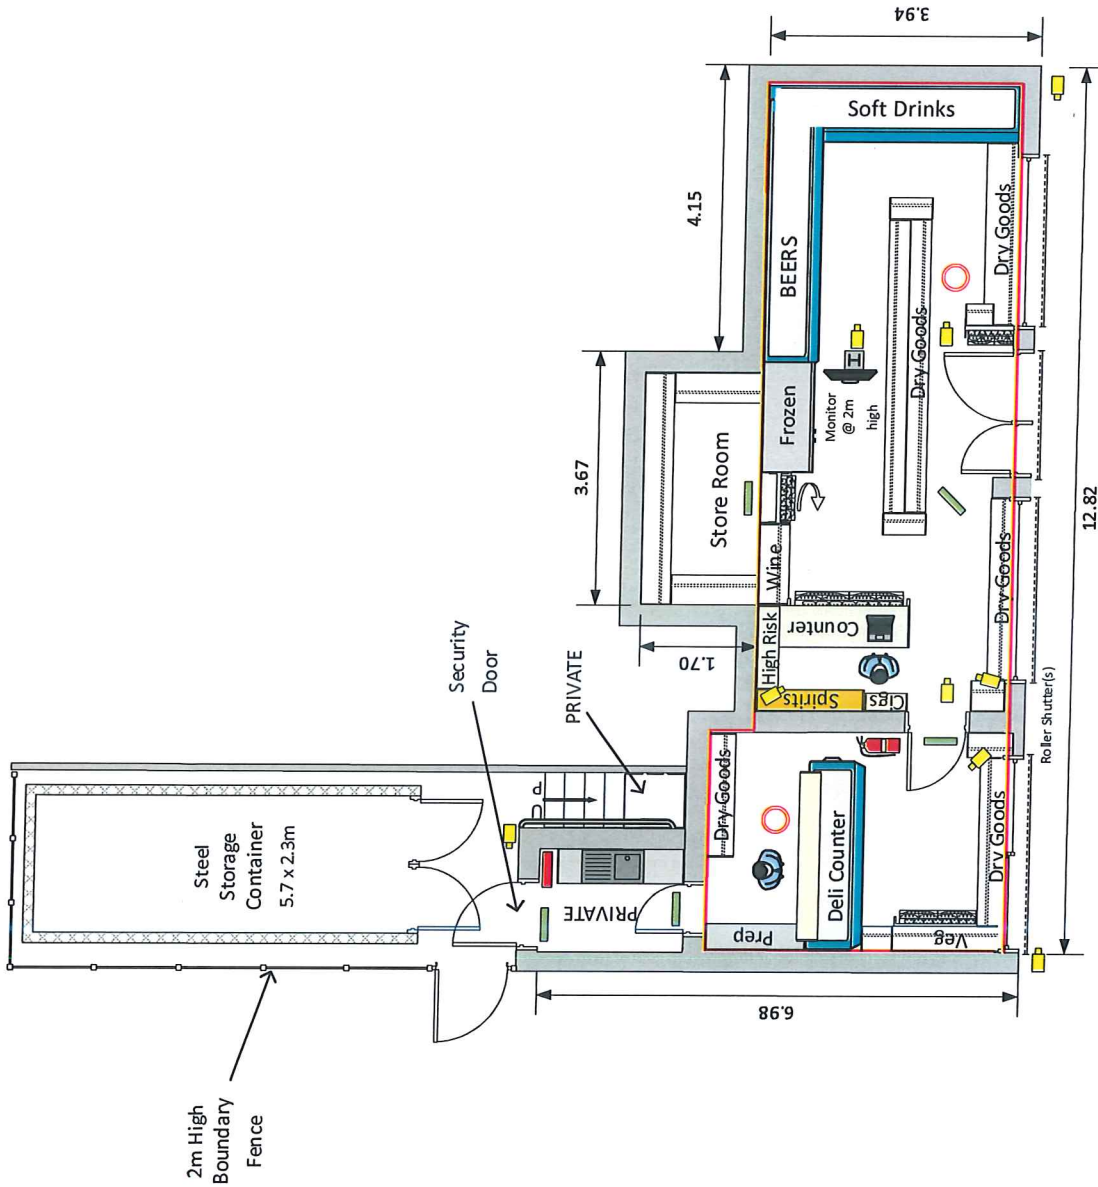 3.94
Soft Drinks
4.15
BEERS
Dry Goods
Dry Goods
Frozen
Monitor
@ 2m
high
H
3.67
Store Room
Wine
12.82
Dry Goods
Counter
High Risk
1.70
Spirits
Cigs
Roller Shutter(s)
Security
Door
PRIVATE
Up
Dry Goods
Dry Goods
Deli Counter
Prep
Veg
PRIVATE
6.98
Steel
Storage
Container
5.7 x 2.3m
2m High
Boundary
Fence